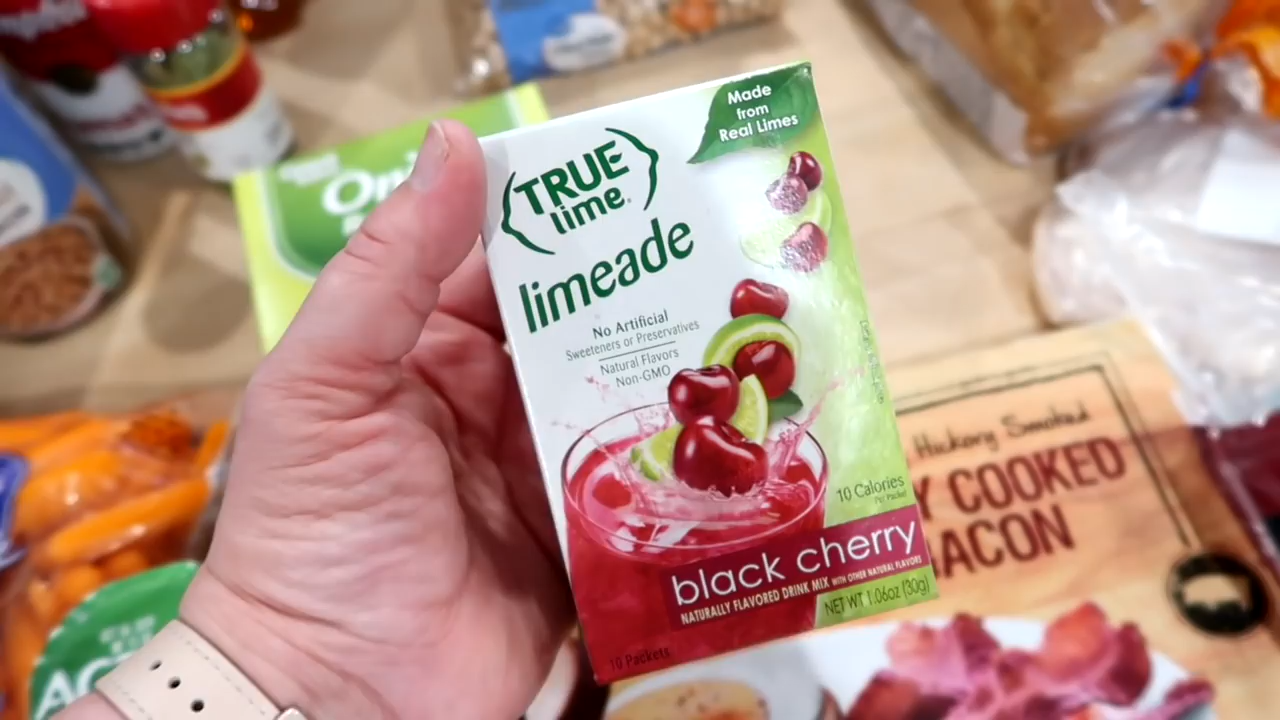 Made
from
Real Limes
TRUE
lime®
limeade
No Artificial
Sweeteners or Preservatives
Natural Flavors
Non-GMO
10 Calories
Per Packet
black cherry
NATURALLY FLAVORED DRINK MIX WITH OTHER NATURAL FLAVORS
NET WT 1.06oz (30g)
10 Packets
Hickory Smoked
Y COOKED
ACON